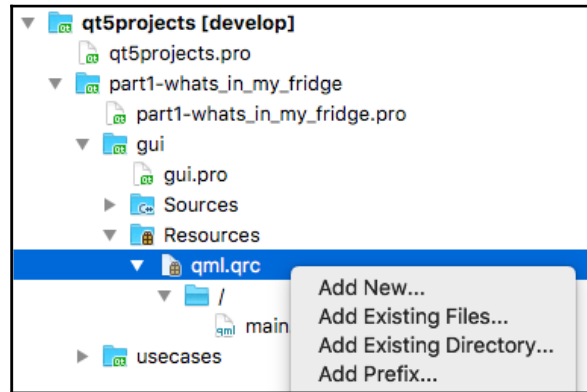 qt5projects [develop]
qt5projects.pro
part1-whats_in_my_fridge
part1-whats_in_my_fridge.pro
gui
gui.pro
Sources
Resources
qml.qrc
/
main
usecases
Add New...
Add Existing Files...
Add Existing Directory...
Add Prefix...